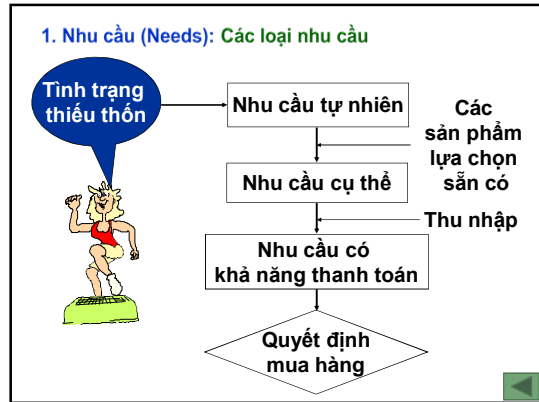 1. Nhu cầu (Needs): Các loại nhu cầu
Tình trạng
thiếu thốn
Nhu cầu tự nhiên
Các
sản phẩm
lựa chọn
sẵn có
Nhu cầu cụ thể
Thu nhập
Nhu cầu có
khả năng thanh toán
Quyết định
mua hàng